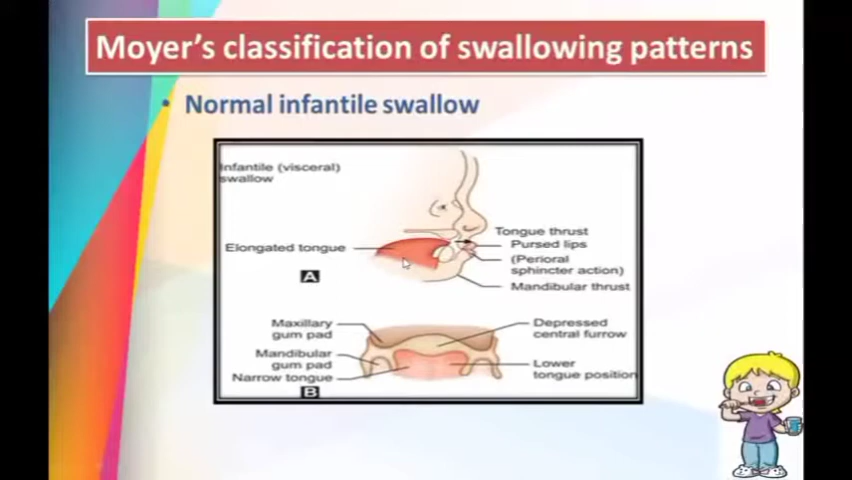 Moyer's classification of swallowing patterns
• Normal infantile swallow
Infantile (visceral)
swallow
Elongated tongue
Tongue thrust
Pursed lips
(Perioral
sphincter action)
Mandibular thrust
A
Maxillary
gum pad
Mandibular
gum pad
Narrow tongue
Depressed
central furrow
Lower
tongue position
B